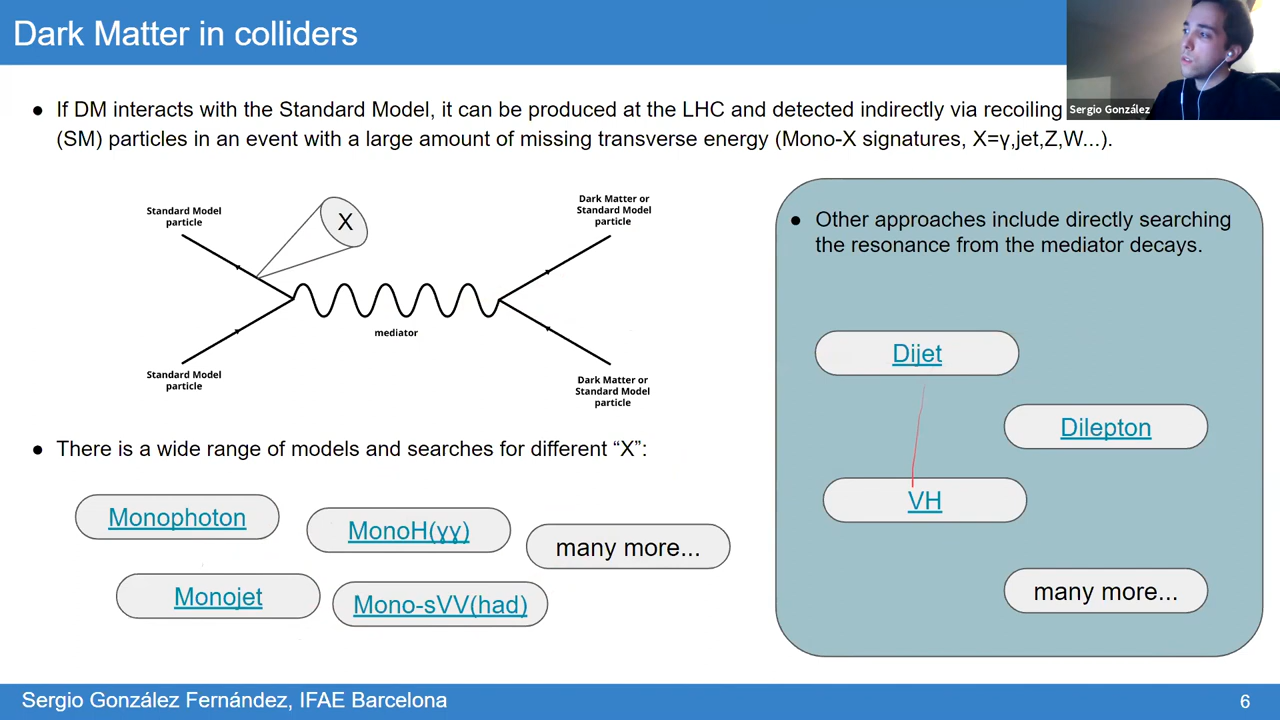 Dark Matter in colliders
Sergio González
● If DM interacts with the Standard Model, it can be produced at the LHC and detected indirectly via recoiling
(SM) particles in an event with a large amount of missing transverse energy (Mono-X signatures, X=γ,jet,Z,W...).
Standard Model
particle
X
Dark Matter or
Standard Model
particle
mediator
Standard Model
particle
Dark Matter or
Standard Model
particle
● There is a wide range of models and searches for different “X”:
Monophoton
MonoH(γγ)
many more...
Monojet
Mono-sVV(had)
● Other approaches include directly searching
the resonance from the mediator decays.
Dijet
Dilepton
VH
many more...
Sergio González Fernández, IFAE Barcelona
6